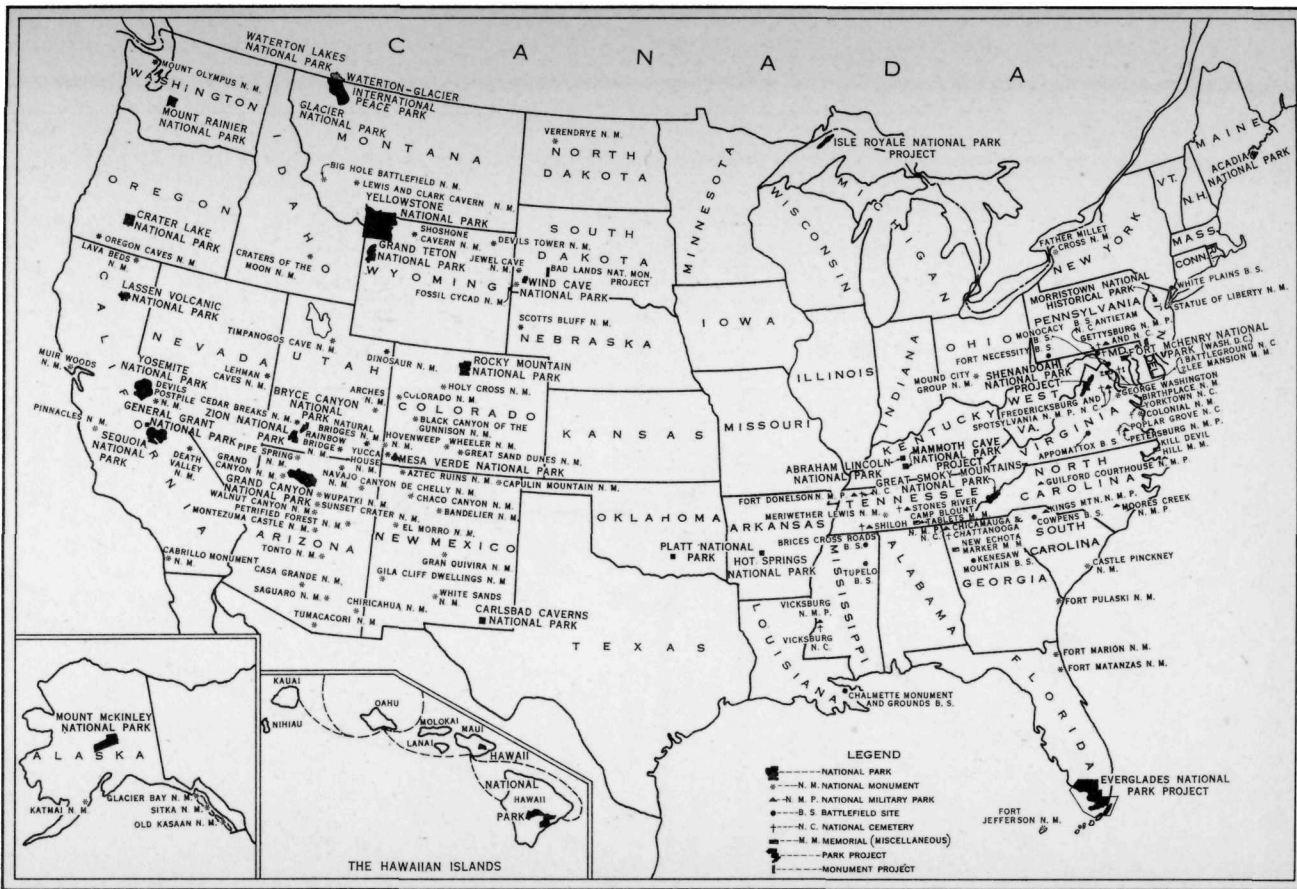 C A N A D A
WATERTON LAKES
NATIONAL PARK
WATERTON-GLACIER
INTERNATIONAL
PEACE PARK
GLACIER PARK
NATIONAL
MOUNT OLYMPUS N. M.
WASHINGTON
MOUNT RAINIER
NATIONAL PARK
OREGON
CRATER LAKE
NATIONAL PARK
OREGON CAVES N. M.
IDAHO
CRATERS OF THE
MOON N. M.
MONTANA
BIG HOLE BATTLEFIELD N. M.
LEWIS AND CLARK CAVERN N. M.
YELLOWSTONE
NATIONAL PARK
SHOSHONE
CAVERN N. M.
DEVILS TOWER N. M.
GRAND TETON
NATIONAL PARK
JEWEL CAVE
N. M.
WYOMING
FOSSIL CYCAD N. M.
VERENDRYE N. M.
NORTH
DAKOTA
SOUTH
DAKOTA
BAD LANDS NAT. MON.
PROJECT
WIND CAVE
NATIONAL PARK
SCOTTS BLUFF N. M.
NEBRASKA
MINNESOTA
WISCONSIN
MICHIGAN
ISLE ROYALE NATIONAL PARK
PROJECT
IOWA
ILLINOIS
INDIANA
OHIO
MAINE
ACADIA
NATIONAL PARK
VT.
N.H.
MASS
CONN.
FATHER MILLET
CROSS N. M.
NEW YORK
WHITE PLAINS B. S.
STATUE OF LIBERTY N. M.
MORRISTOWN NATIONAL
HISTORICAL PARK
PENNSYLVANIA
MONOCACY
B. S.
B. S. ANTIETAM
N. C.
GETTYSBURG N. M. P.
AND N. C.
FORT NECESSITY
B. S.
MOUND CITY
GROUP N. M.
MD.
FORT MCHENRY NATIONAL
PARK
(WASH. D.C.)
BATTLEGROUND N. C.
LEE MANSION M. M.
SHENANDOAH
NATIONAL PARK
PROJECT
WEST
VA.
VIRGINIA
GEORGE WASHINGTON
BIRTHPLACE N. M.
YORKTOWN N. C.
COLONIAL N. M.
POPLAR GROVE N. C.
PETERSBURG N. M. P.
FREDERICKSBURG AND
SPOTSYLVANIA N. M. P., N. C.
APPOMATTOX B. S.
KILL DEVIL
HILL M. M.
KENTUCKY
ABRAHAM LINCOLN
NATIONAL PARK
MAMMOTH CAVE
NATIONAL PARK
PROJECT
GREAT SMOKY MOUNTAINS
NATIONAL PARK
NORTH
CAROLINA
GUILFORD COURTHOUSE N. M. P.
FORT DONELSON N. M. P.
N. C.
MERIWETHER LEWIS N. M.
TENNESSEE
STONES RIVER
CAMP BLOUNT
TABLETS M. M.
SHILOH
N. M. P.
N. C.
CHICAMAUGA &
CHATTANOOGA
NEW ECHOTA
MARKER M. M.
KENESAW
MOUNTAIN B. S.
KINGS MTN. N. M. P.
COWPENS B. S.
MOORES CREEK
N. M. P.
SOUTH
CAROLINA
CASTLE PINCKNEY
N. M.
GEORGIA
FORT PULASKI N. M.
FORT MARION N. M.
FORT MATANZAS N. M.
FLORIDA
EVERGLADES NATIONAL
PARK PROJECT
FORT
JEFFERSON N. M.
BRICES CROSS ROADS
B. S.
TUPELO
B. S.
MISSISSIPPI
ALABAMA
VICKSBURG
N. M. P.
VICKSBURG
N. C.
LOUISIANA
CHALMETTE MONUMENT
AND GROUNDS B. S.
ARKANSAS
HOT SPRINGS
NATIONAL PARK
OKLAHOMA
PLATT NATIONAL
PARK
MISSOURI
KANSAS
TEXAS
LAVA BEDS
N. M.
LASSEN VOLCANIC
NATIONAL PARK
CALIFORNIA
MUIR WOODS
N. M.
YOSEMITE
NATIONAL PARK
DEVILS
POSTPILE
N. M.
GENERAL GRANT
NATIONAL PARK
PINNACLES N. M.
SEQUOIA
NATIONAL
PARK
DEATH
VALLEY
N. M.
CABRILLO MONUMENT
N. M.
NEVADA
LEHMAN
CAVES N. M.
TIMPANOGOS CAVE N. M.
UTAH
DINOSAUR N. M.
ARCHES
N. M.
BRYCE CANYON
NATIONAL
PARK
CEDAR BREAKS N. M.
ZION NATIONAL
PARK
NATURAL
BRIDGES N. M.
RAINBOW
BRIDGE
N. M.
HOVENWEEP
N. M.
YUCCA
HOUSE
N. M.
PIPE SPRING
N. M.
GRAND
CANYON N. M.
GRAND CANYON
NATIONAL PARK
NAVAJO
N. M.
CANYON DE CHELLY N. M.
WUPATKI N. M.
SUNSET CRATER N. M.
WALNUT CANYON N. M.
PETRIFIED FOREST N. M.
MONTEZUMA CASTLE N. M.
ARIZONA
TONTO N. M.
CASA GRANDE N. M.
SAGUARO N. M.
TUMACACORI N. M.
CHIRICAHUA N. M.
ROCKY MOUNTAIN
NATIONAL PARK
HOLY CROSS N. M.
COLORADO N. M.
COLORADO
BLACK CANYON OF THE
GUNNISON N. M.
WHEELER N. M.
GREAT SAND DUNES N. M.
MESA VERDE NATIONAL PARK
AZTEC RUINS N. M.
CAPULIN MOUNTAIN N. M.
CHACO CANYON N. M.
BANDELIER N. M.
EL MORRO N. M.
NEW MEXICO
GRAN QUIVIRA N. M.
GILA CLIFF DWELLINGS N. M.
WHITE SANDS
N. M.
CARLSBAD CAVERNS
NATIONAL PARK
MOUNT McKINLEY
NATIONAL PARK
ALASKA
KATMAI N. M.
GLACIER BAY N. M.
SITKA N. M.
OLD KASAAN N. M.
KAUAI
NIHIAU
OAHU
MOLOKAI
LANAI
MAUI
HAWAII
NATIONAL
HAWAII
PARK
THE HAWAIIAN ISLANDS
LEGEND
NATIONAL PARK
N. M. NATIONAL MONUMENT
N. M. P. NATIONAL MILITARY PARK
B. S. BATTLEFIELD SITE
N. C. NATIONAL CEMETERY
M. M. MEMORIAL (MISCELLANEOUS)
PARK PROJECT
MONUMENT PROJECT